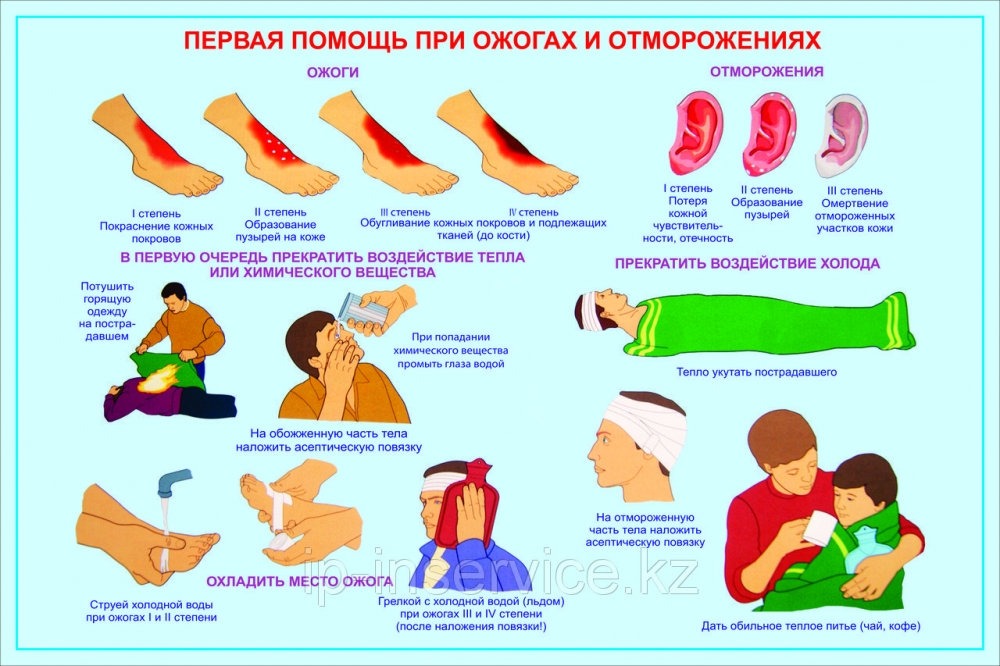 ПЕРВАЯ ПОМОЩЬ ПРИ ОЖОГАХ И ОТМОРОЖЕНИЯХ
ОЖОГИ
I степень
Покраснение кожных
покровов
II степень
Образование
пузырей на коже
III степень
IV степень
Обугливание кожных покровов и подлежащих
тканей (до кости)
В ПЕРВУЮ ОЧЕРЕДЬ ПРЕКРАТИТЬ ВОЗДЕЙСТВИЕ ТЕПЛА
ИЛИ ХИМИЧЕСКОГО ВЕЩЕСТВА
Потушить
горящую
одежду
на постра-
давшем
При попадании
химического вещества
промыть глаза водой
На обожженную часть тела
наложить асептическую повязку
ОХЛАДИТЬ МЕСТО ОЖОГА
Струей холодной воды
при ожогах I и II степени
Грелкой с холодной водой (льдом)
при ожогах III и IV степени
(после наложения повязки!)
ОТМОРОЖЕНИЯ
I степень
Потеря
кожной
чувствитель-
ности, отечность
II степень
Образование
пузырей
III степень
Омертвение
отмороженных
участков кожи
ПРЕКРАТИТЬ ВОЗДЕЙСТВИЕ ХОЛОДА
Тепло укутать пострадавшего
На отмороженную
часть тела наложить
асептическую повязку
Дать обильное теплое питье (чай, кофе)
ip-inservice.kz